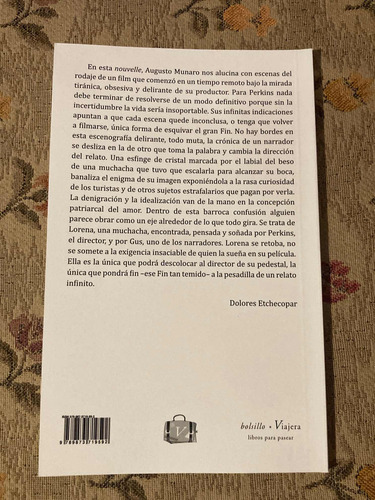 En esta nouvelle, Augusto Munaro nos alucina con escenas del
rodaje de un film que comenzó en un tiempo remoto bajo la mirada
tiránica, obsesiva y delirante de su productor. Para Perkins nada
debe terminar de resolverse de un modo definitivo porque sin la
incertidumbre la vida sería insoportable. Sus infinitas indicaciones
apuntan a que cada escena quede inconclusa, o tenga que volver
a filmarse, única forma de esquivar el gran Fin. No hay bordes en
esta escenografía delirante, todo muta, la crónica de un narrador
se desliza en la de otro que toma la palabra y cambia la dirección
del relato. Una esfinge de cristal marcada por el labial del beso
de una muchacha que tuvo que escalarla para alcanzar su boca,
banaliza el enigma de su imagen exponiéndola a la rasa curiosidad
de los turistas y de otros sujetos estrafalarios que pagan por verla.
La denigración y la idealización van de la mano en la concepción
patriarcal del amor. Dentro de esta barroca confusión alguien
parece obrar como un eje alrededor de lo que todo gira. Se trata de
Lorena, una muchacha, encontrada, pensada y soñada por Perkins,
el director, y por Gus, uno de los narradores. Lorena se retoba, no
se somete a la exigencia insaciable de quien la sueña en su película.
Ella es la única que podrá descolocar al director de su pedestal, la
única que pondrá fin –ese Fin tan temido– a la pesadilla de un relato
infinito.
Dolores Etchecopar
V
bolsillo • Viajera
libros para pasear